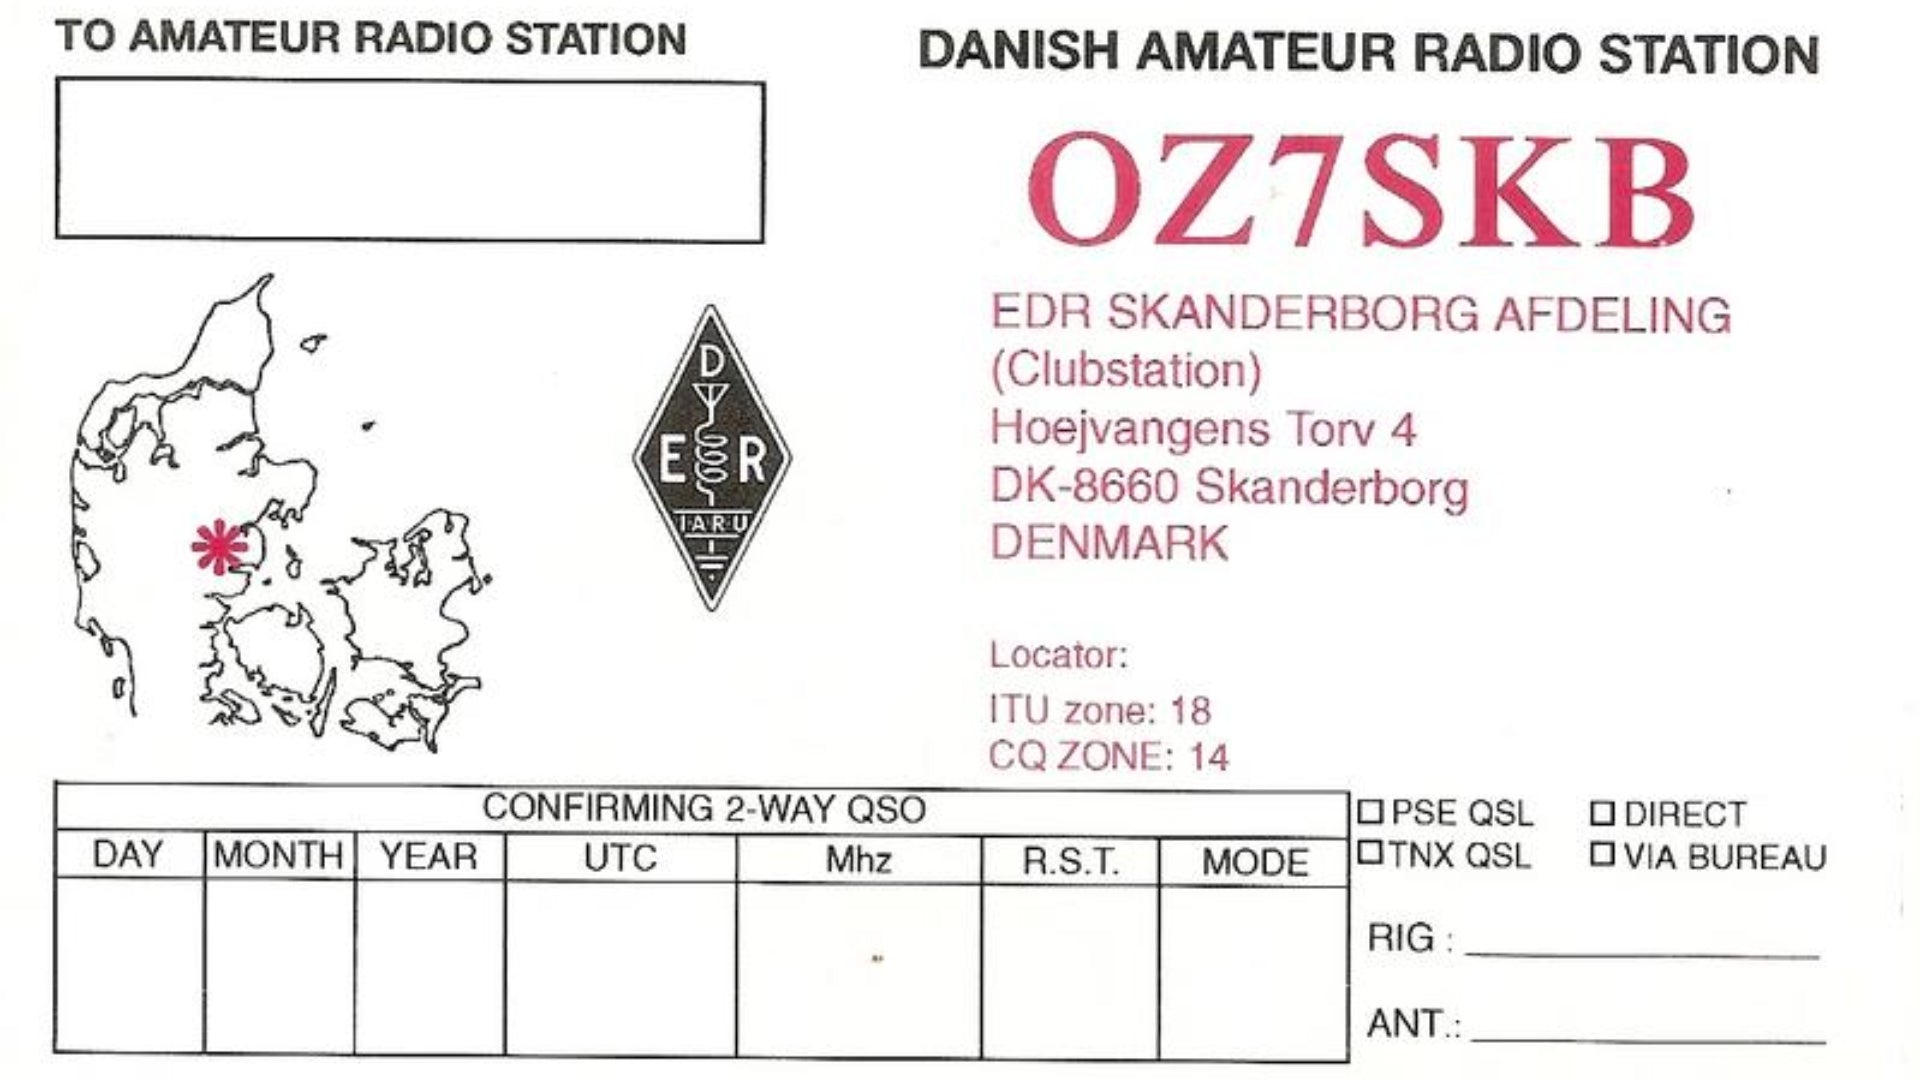 TO AMATEUR RADIO STATION
DANISH AMATEUR RADIO STATION
OZ7SKB
EDR SKANDERBORG AFDELING
(Clubstation)
Hoejvangens Torv 4
DK-8660 Skanderborg
DENMARK
D
E R
IARU
Locator:
ITU zone: 18
CQ ZONE: 14
CONFIRMING 2-WAY QSO
DAY MONTH YEAR UTC Mhz R.S.T. MODE
PSE QSL DIRECT
TNX QSL VIA BUREAU
RIG :
ANT.: